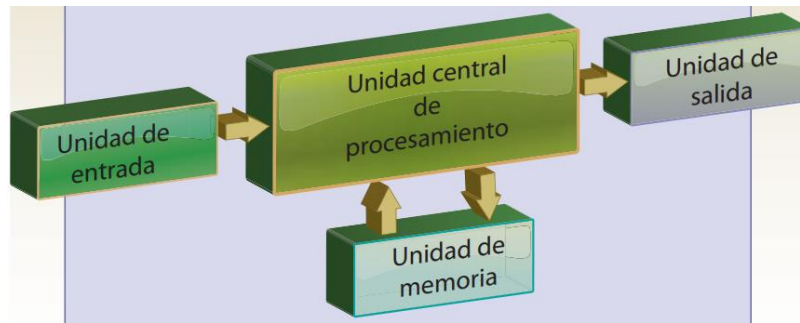 Unidad de
entrada
Unidad central
de
procesamiento
Unidad de
salida
Unidad de
memoria